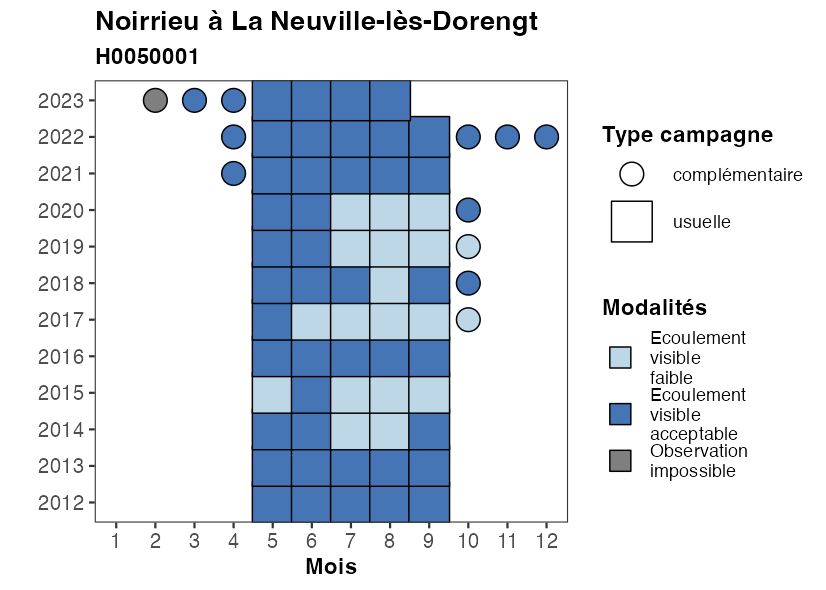 Noirrieu à La Neuville-lès-Dorengt
H0050001
2023
2022
2021
2020
2019
2018
2017
2016
2015
2014
2013
2012
1 2 3 4 5 6 7 8 9 10 11 12
Mois
Type campagne
complémentaire
usuelle
Modalités
Ecoulement
visible
faible
Ecoulement
visible
acceptable
Observation
impossible